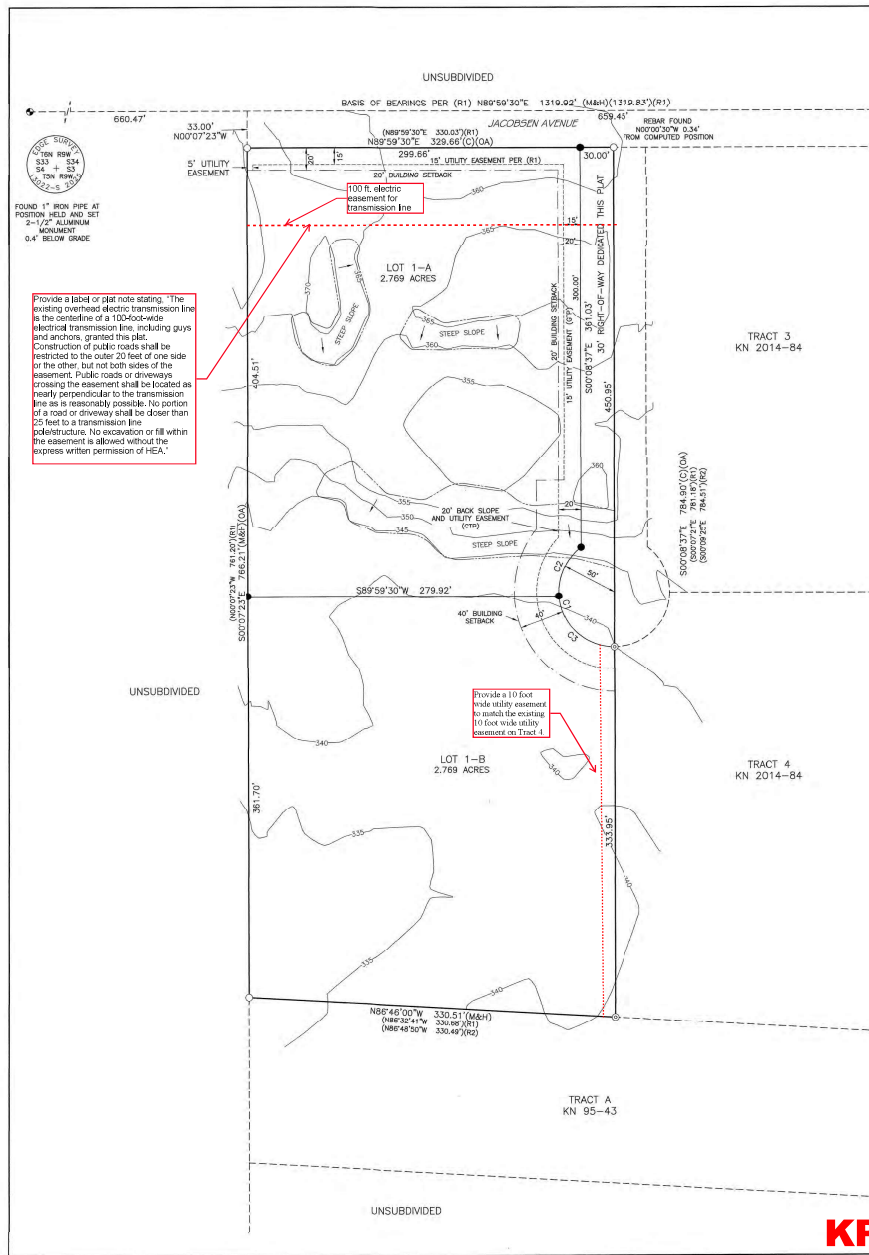 UNSUBDIVIDED
BASIS OF BEARINGS PER (R1) N89°59'30"E 1319.92' (M&H)(1319.83')(R1)
660.47'
33.00'
N00°07'23"W
JACOBSEN AVENUE
659.45'
REBAR FOUND
N00°00'30"W 0.34'
FROM COMPUTED POSITION
(N89°59'30"E 330.03')(R1)
N89°59'30"E 329.66'(C)(OA)
299.66'
30.00'
EDGE SURVEY
T6N R9W
S33 S34
S4 + S3
T5N R9W
5' UTILITY
EASEMENT
20'
15'
15' UTILITY EASEMENT PER (R1)
20' BUILDING SETBACK
FOUND 1" IRON PIPE AT
POSITION HELD AND SET
2-1/2" ALUMINUM
MONUMENT
0.4' BELOW GRADE
100 ft. electric
easement for
transmission line
360
365
15'
20'
LOT 1-A
2.769 ACRES
370
365
STEEP SLOPE
365
STEEP SLOPE
360
20' BUILDING SETBACK
15' UTILITY EASEMENT (GTP)
300.00'
S00°08'37"E 361.03'
30' RIGHT-OF-WAY DEDICATED THIS PLAT
450.95'
TRACT 3
KN 2014-84
Provide a label or plat note stating, "The
existing overhead electric transmission line
is the centerline of a 100-foot-wide
electrical transmission line, including guys
and anchors, granted this plat.
Construction of public roads shall be
restricted to the outer 20 feet of one side
or the other, but not both sides of the
easement. Public roads or driveways
crossing the easement shall be located as
nearly perpendicular to the transmission
line as is reasonably possible. No portion
of a road or driveway shall be closer than
25 feet to a transmission line
pole/structure. No excavation or fill within
the easement is allowed without the
express written permission of HEA."
404.51'
355
360
355
350
345
20' BACK SLOPE
AND UTILITY EASEMENT
(GTP)
20'
STEEP SLOPE
S00°08'37"E 784.90'(C)(OA)
(S00°07'21"E 781.18')(R1)
(S00°09'25"E 784.51')(R2)
(N00°07'23"W 761.20')(R1)
S00°07'23"E 766.21'(M&H)(OA)
C2
50'
S89°59'30"W 279.92'
C1
40' BUILDING
SETBACK
40'
C3
340
UNSUBDIVIDED
Provide a 10 foot
wide utility easement
to match the existing
10 foot wide utility
easement on Tract 4.
340
LOT 1-B
2.769 ACRES
340
TRACT 4
KN 2014-84
361.70'
333.95'
335
340
335
340
N86°46'00"W 330.51'(M&H)
(N86°32'41"W 330.68')(R1)
(N86°48'50"W 330.49')(R2)
TRACT A
KN 95-43
UNSUBDIVIDED